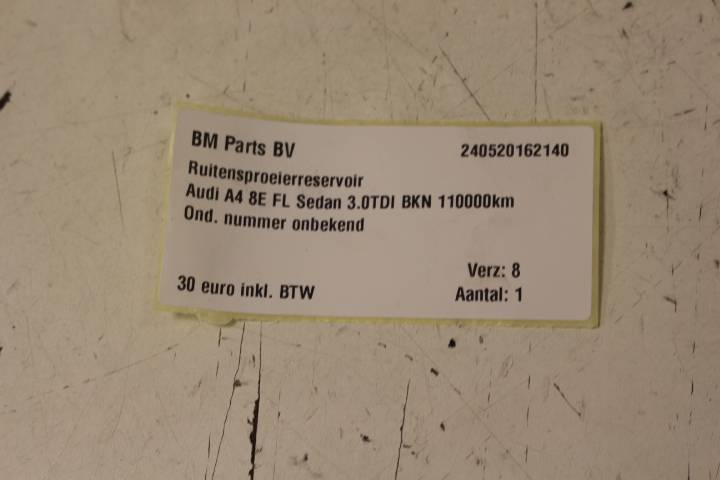 BM Parts BV 240520162140
Ruitensproeierreservoir
Audi A4 8E FL Sedan 3.0TDI BKN 110000km
Ond. nummer onbekend
Verz: 8
30 euro inkl. BTW Aantal: 1